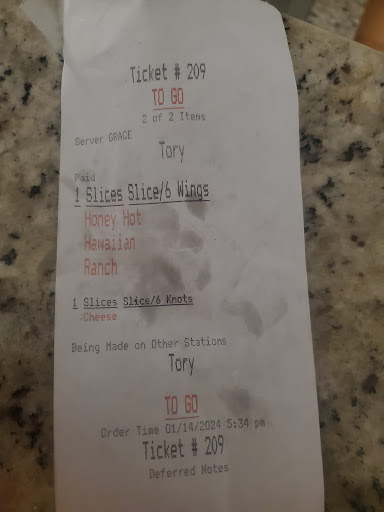 Ticket # 209
TO GO
2 of 2 Items
Server GRACE
Tory
Paid
1 Slices Slice/6 Wings
Honey Hot
Hawaiian
Ranch
1 Slices Slice/6 Knots
Cheese
Being Made on Other Stations
Tory
TO GO
Order Time 01/14/2024 5:34 pm
Ticket # 209
Deferred Notes